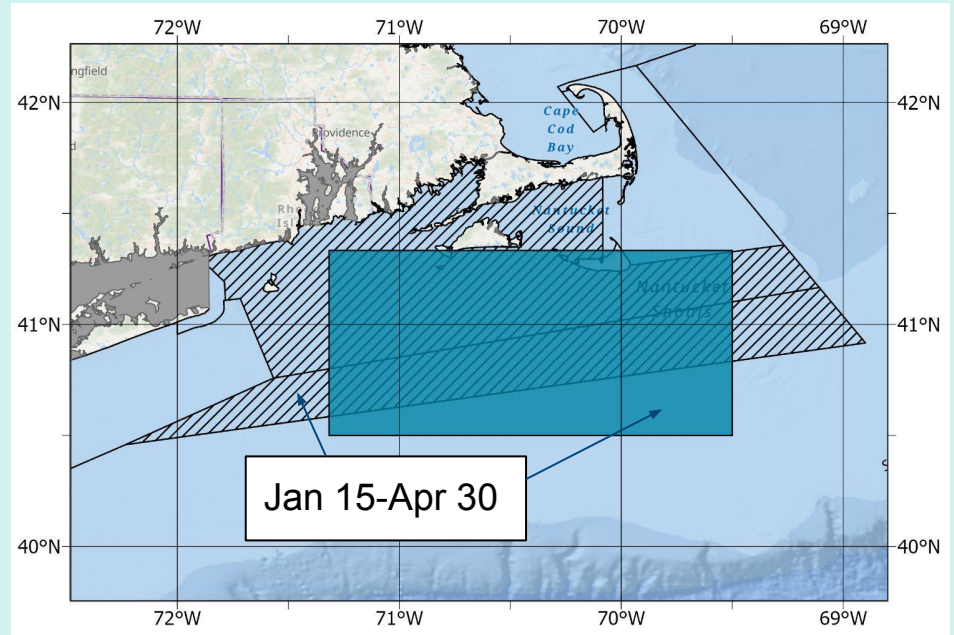 72°W 71°W 70°W 69°W
ngfield
42°N 42°N
Cape
Cod
Bay
Providence
d
Rh
Isl
Nantucket
Sound
Nantucket
Shouls
41°N 41°N
Jan 15-Apr 30
40°N 40°N
72°W 71°W 70°W 69°W